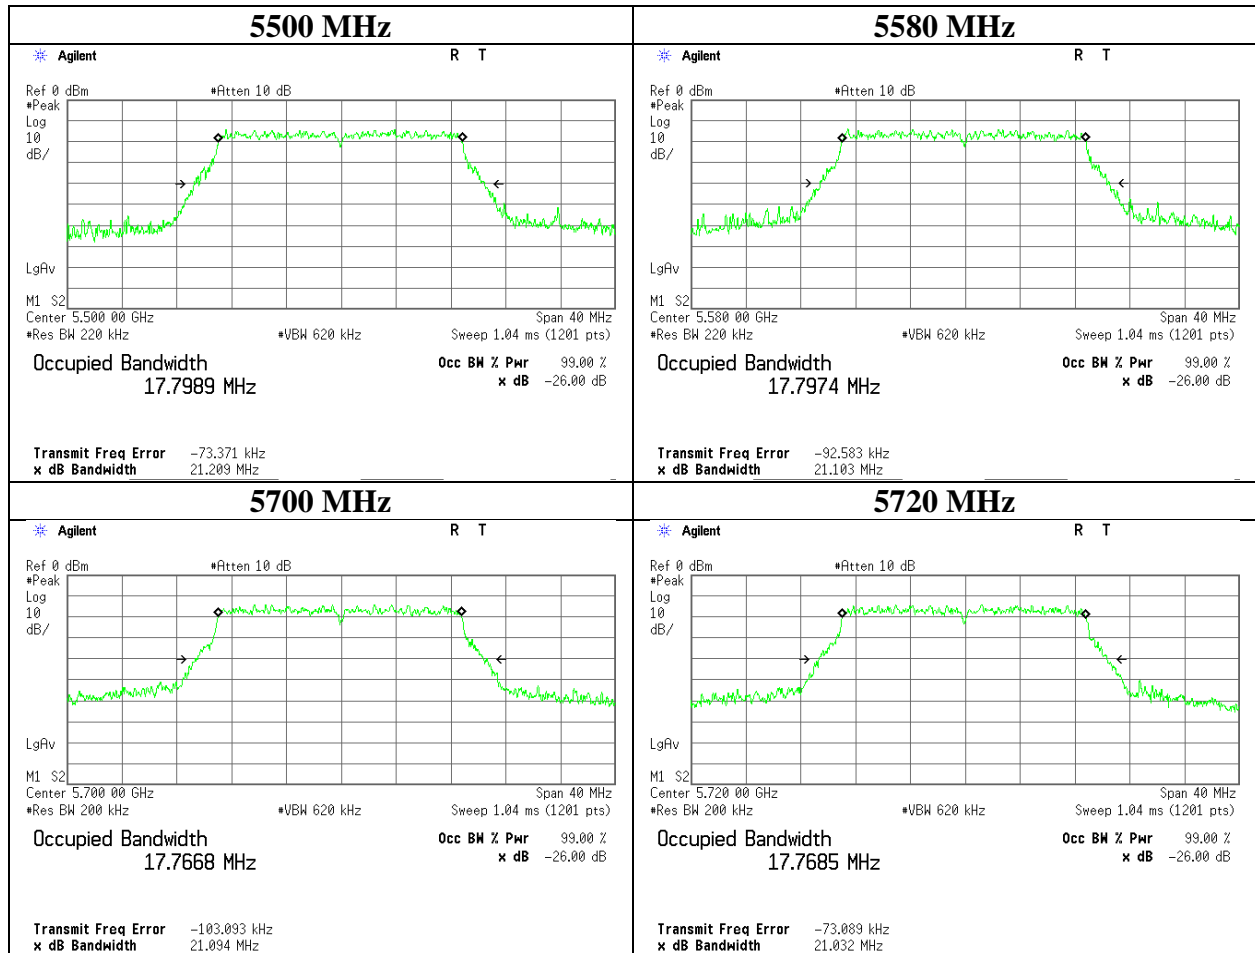 5500 MHz
Agilent
R T
Ref 0 dBm #Atten 10 dB
#Peak
Log
10
dB/
LgAv
M1 S2
Center 5.500 00 GHz Span 40 MHz
#Res BW 220 kHz #VBW 620 kHz Sweep 1.04 ms (1201 pts)
Occupied Bandwidth Occ BW % Pwr 99.00 %
17.7989 MHz x dB -26.00 dB
Transmit Freq Error -73.371 kHz
x dB Bandwidth 21.209 MHz
5580 MHz
Agilent
R T
Ref 0 dBm #Atten 10 dB
#Peak
Log
10
dB/
LgAv
M1 S2
Center 5.580 00 GHz Span 40 MHz
#Res BW 220 kHz #VBW 620 kHz Sweep 1.04 ms (1201 pts)
Occupied Bandwidth Occ BW % Pwr 99.00 %
17.7974 MHz x dB -26.00 dB
Transmit Freq Error -92.583 kHz
x dB Bandwidth 21.103 MHz
5700 MHz
Agilent
R T
Ref 0 dBm #Atten 10 dB
#Peak
Log
10
dB/
LgAv
M1 S2
Center 5.700 00 GHz Span 40 MHz
#Res BW 200 kHz #VBW 620 kHz Sweep 1.04 ms (1201 pts)
Occupied Bandwidth Occ BW % Pwr 99.00 %
17.7668 MHz x dB -26.00 dB
Transmit Freq Error -103.093 kHz
x dB Bandwidth 21.094 MHz
5720 MHz
Agilent
R T
Ref 0 dBm #Atten 10 dB
#Peak
Log
10
dB/
LgAv
M1 S2
Center 5.720 00 GHz Span 40 MHz
#Res BW 200 kHz #VBW 620 kHz Sweep 1.04 ms (1201 pts)
Occupied Bandwidth Occ BW % Pwr 99.00 %
17.7685 MHz x dB -26.00 dB
Transmit Freq Error -73.089 kHz
x dB Bandwidth 21.032 MHz